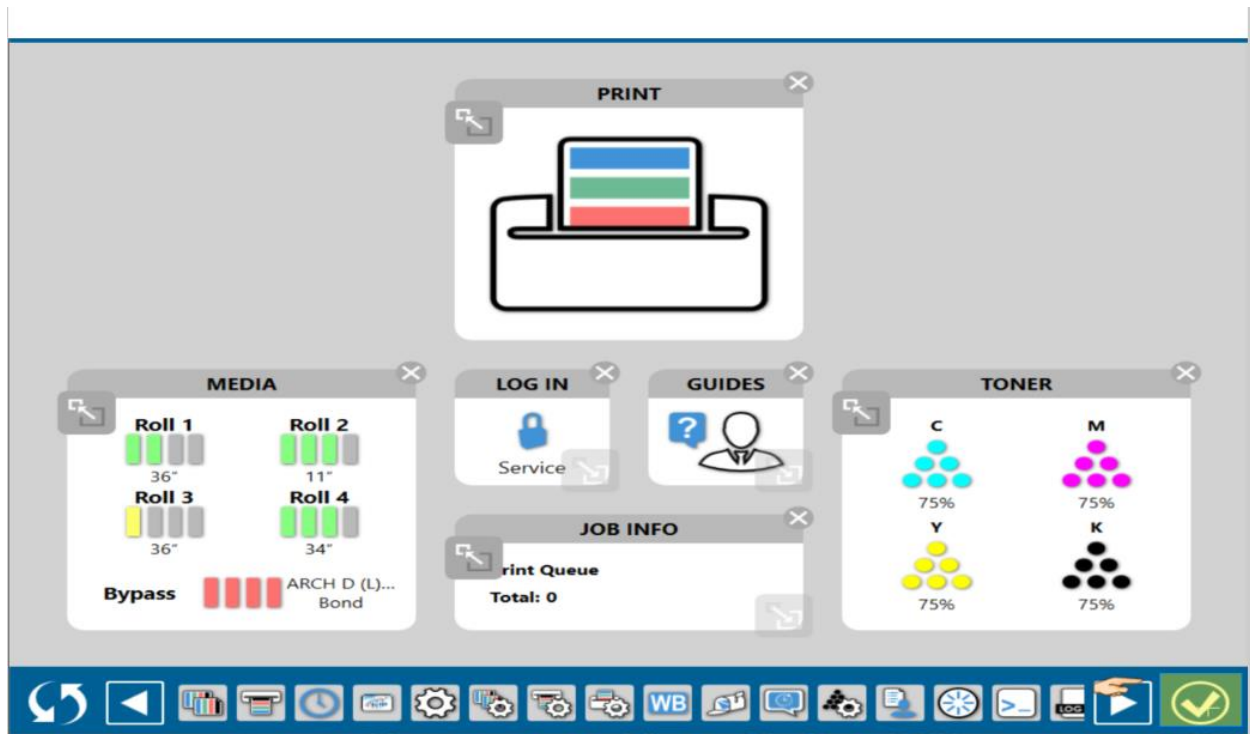 PRINT
MEDIA
Roll 1 Roll 2
36" 11"
Roll 3 Roll 4
36" 34"
Bypass ARCH D (L)...
Bond
LOG IN
Service
GUIDES
?
JOB INFO
rint Queue
Total: 0
TONER
C M
75% 75%
Y K
75% 75%
WB >_ LOG